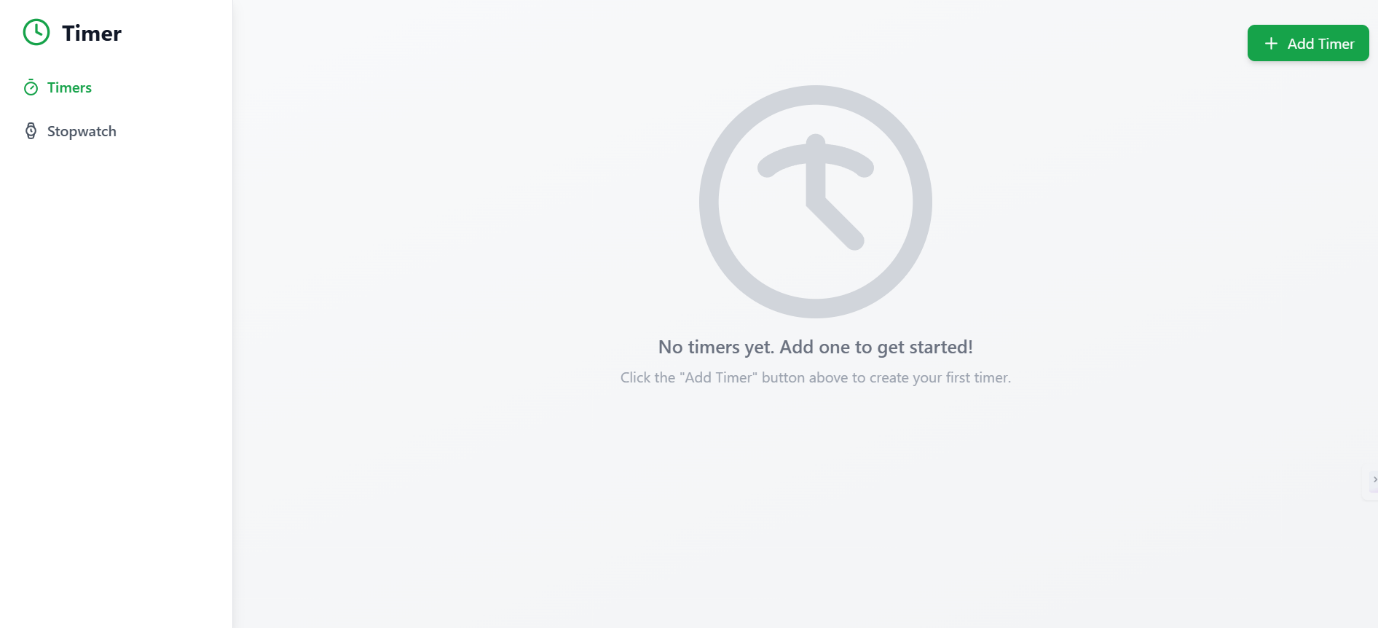 Timer
Timers
Stopwatch
Add Timer
No timers yet. Add one to get started!
Click the "Add Timer" button above to create your first timer.